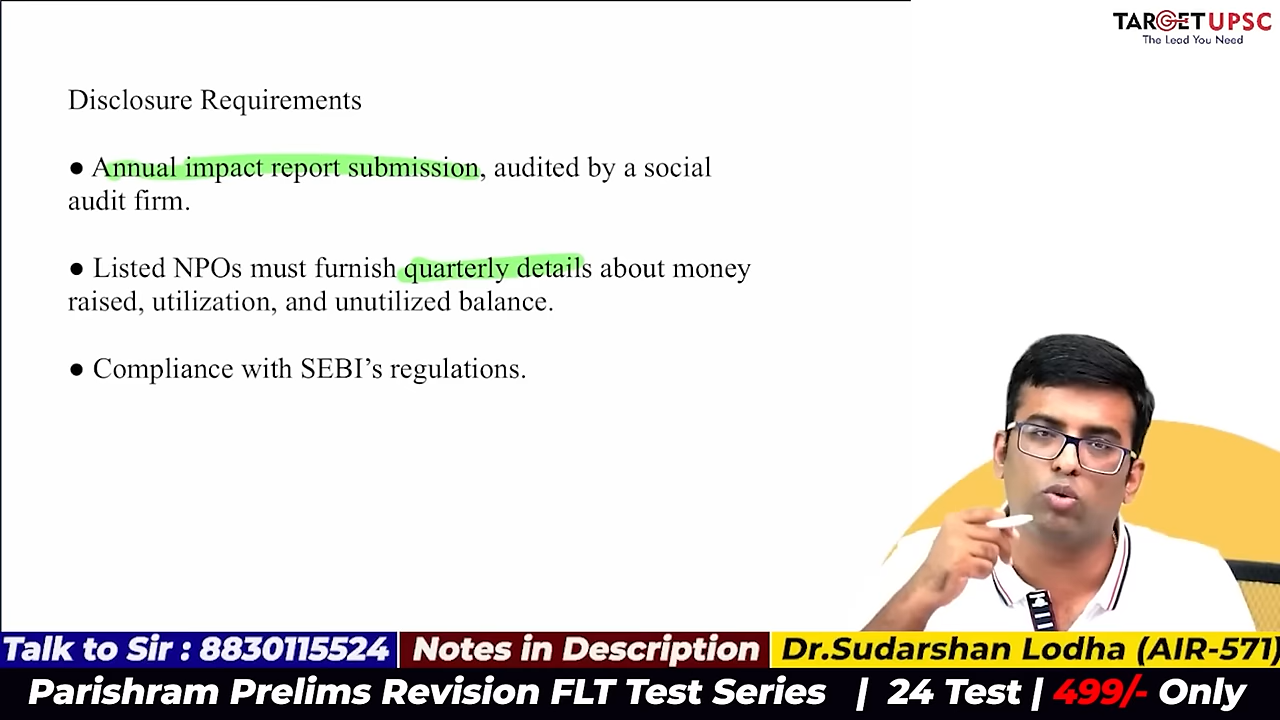 TARGET UPSC
The Lead You Need
Disclosure Requirements
● Annual impact report submission, audited by a social
audit firm.
● Listed NPOs must furnish quarterly details about money
raised, utilization, and unutilized balance.
● Compliance with SEBI’s regulations.
Talk to Sir : 8830115524
Notes in Description
Dr.Sudarshan Lodha (AIR-571)
Parishram Prelims Revision FLT Test Series | 24 Test | 499/- Only